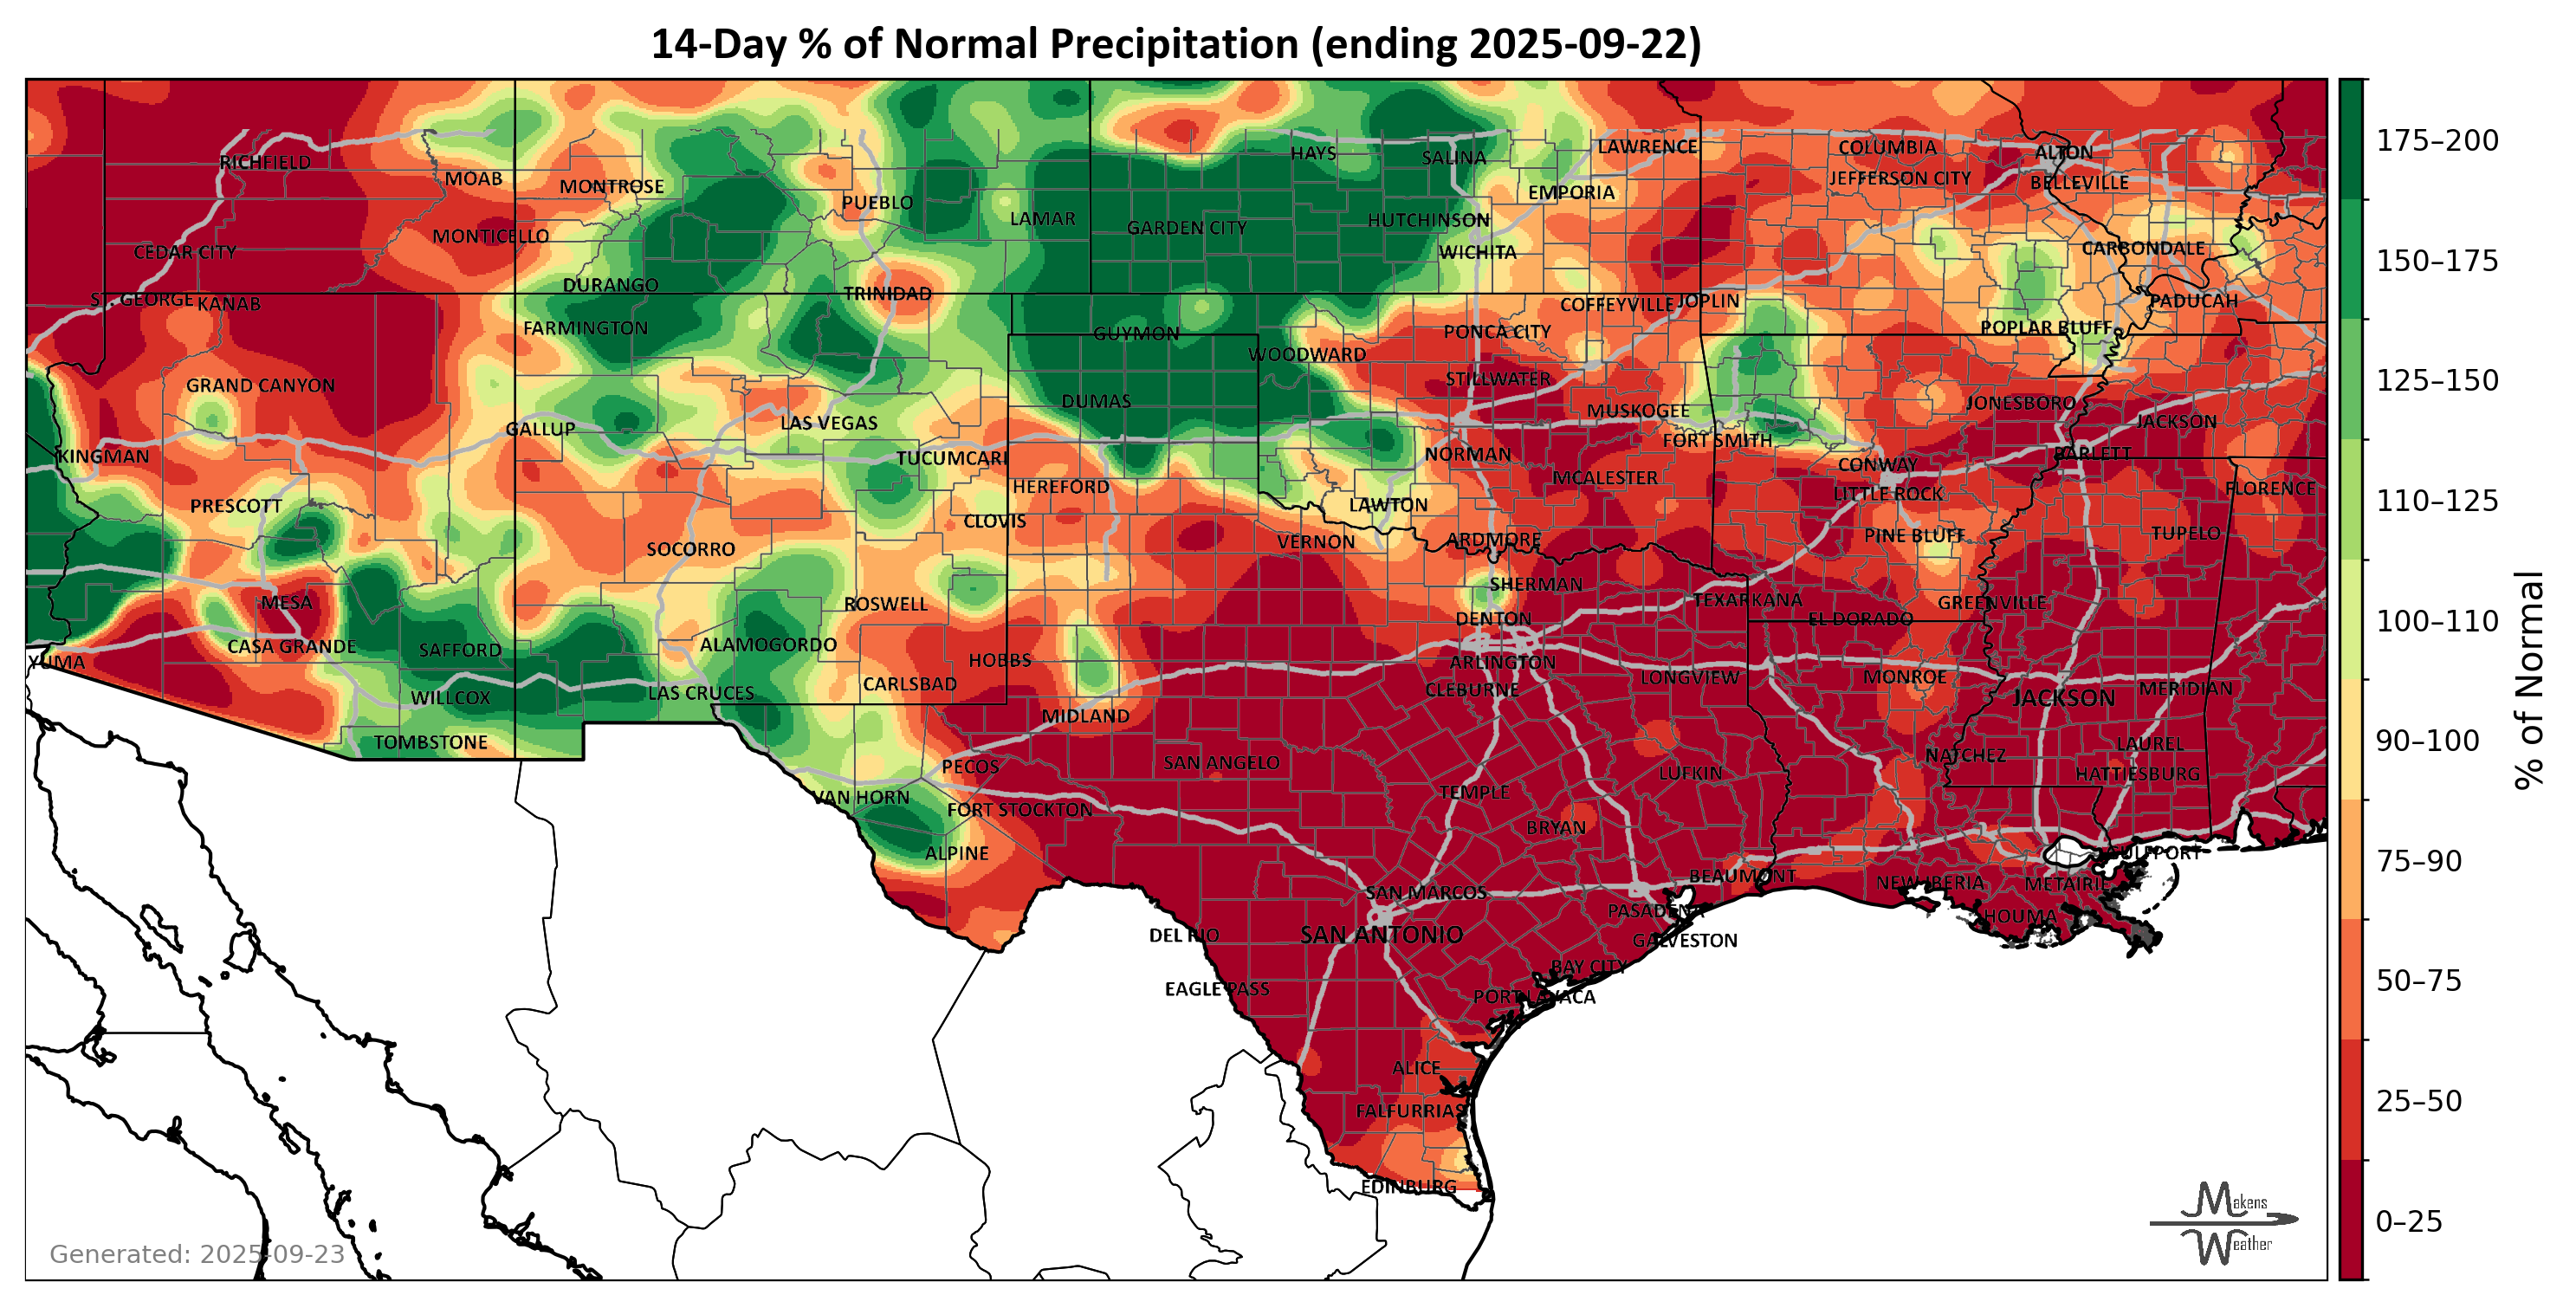 14-Day % of Normal Precipitation (ending 2025-09-22)
RICHFIELD
MOAB
MONTROSE
PUEBLO
LAMAR
HAYS
SALINA
LAWRENCE
COLUMBIA
ALTON
JEFFERSON CITY
BELLEVILLE
EMPORIA
GARDEN CITY
HUTCHINSON
WICHITA
MONTICELLO
CEDAR CITY
CARBONDALE
DURANGO
TRINIDAD
ST. GEORGE
KANAB
COFFEYVILLE
JOPLIN
PADUCAH
FARMINGTON
GUYMON
PONCA CITY
POPLAR BLUFF
WOODWARD
GRAND CANYON
STILLWATER
DUMAS
MUSKOGEE
JONESBORO
JACKSON
GALLUP
LAS VEGAS
FORT SMITH
KINGMAN
TUCUMCARI
NORMAN
BARLETT
CONWAY
HEREFORD
MCALESTER
LITTLE ROCK
FLORENCE
PRESCOTT
LAWTON
CLOVIS
VERNON
ARDMORE
PINE BLUFF
TUPELO
SOCORRO
SHERMAN
MESA
ROSWELL
TEXARKANA
GREENVILLE
DENTON
EL DORADO
CASA GRANDE
SAFFORD
ALAMOGORDO
HOBBS
ARLINGTON
YUMA
CARLSBAD
LONGVIEW
MONROE
WILLCOX
LAS CRUCES
CLEBURNE
JACKSON
MERIDIAN
MIDLAND
TOMBSTONE
NATCHEZ
LAUREL
PECOS
SAN ANGELO
LUFKIN
HATTIESBURG
VAN HORN
FORT STOCKTON
TEMPLE
BRYAN
ALPINE
GULFPORT
BEAUMONT
NEW IBERIA
METAIRIE
SAN MARCOS
PASADENA
HOUMA
DEL RIO
SAN ANTONIO
GALVESTON
BAY CITY
EAGLE PASS
PORT LAVACA
ALICE
FALFURRIAS
EDINBURG
175–200
150–175
125–150
110–125
100–110
90–100
75–90
50–75
25–50
0–25
% of Normal
Generated: 2025-09-23
Makens
Weather